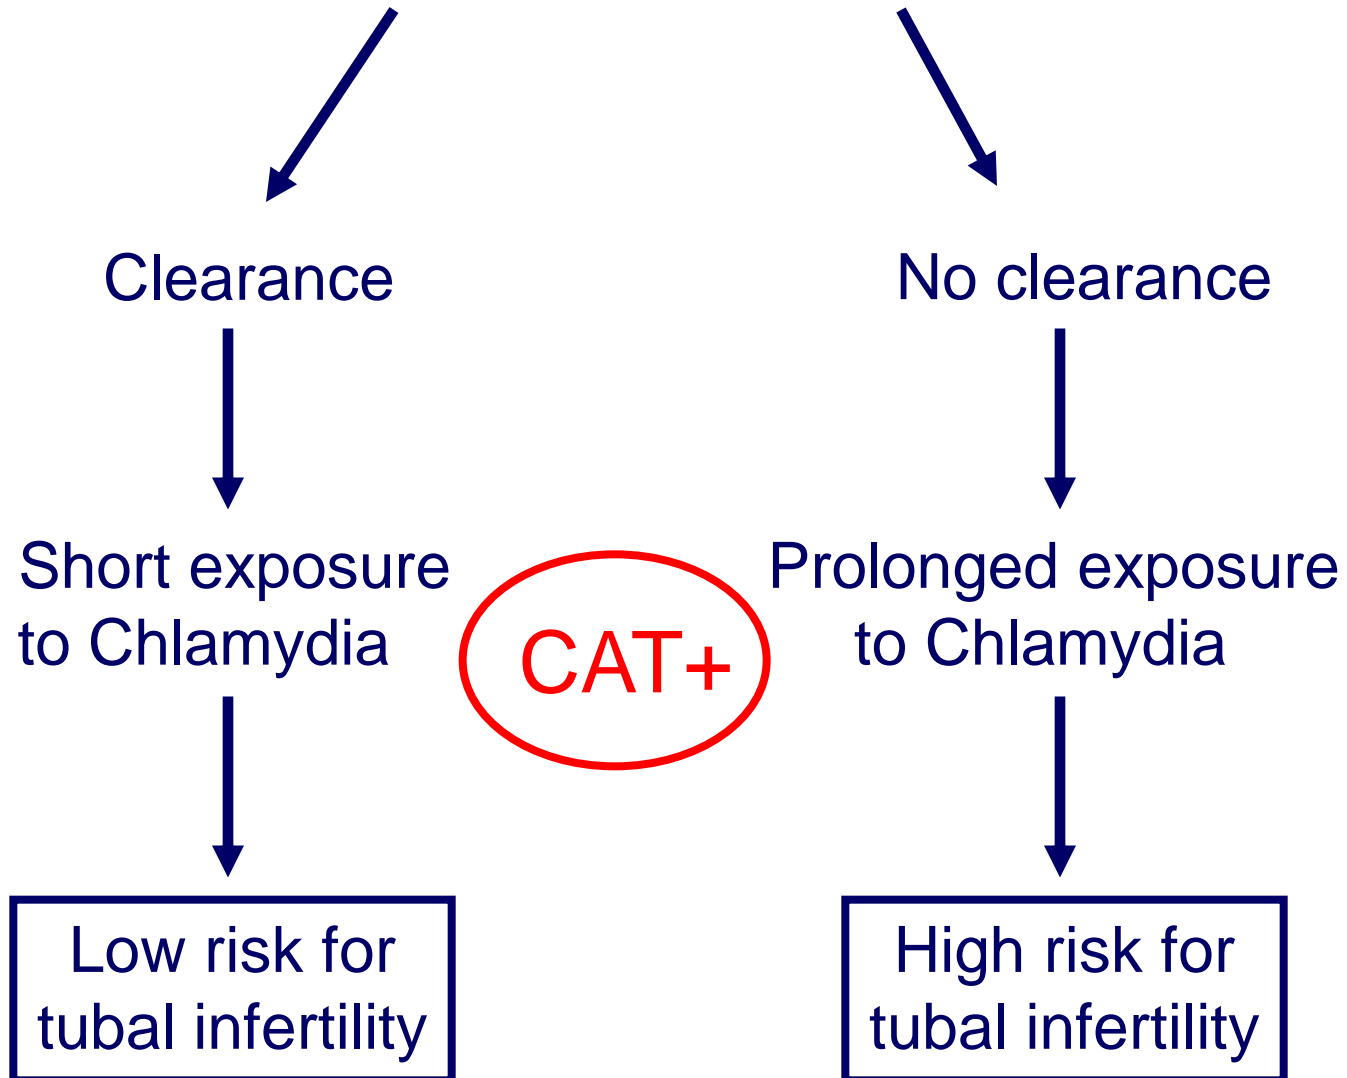 Clearance
No clearance
Short exposure
to Chlamydia
CAT+
Prolonged exposure
to Chlamydia
Low risk for
tubal infertility
High risk for
tubal infertility